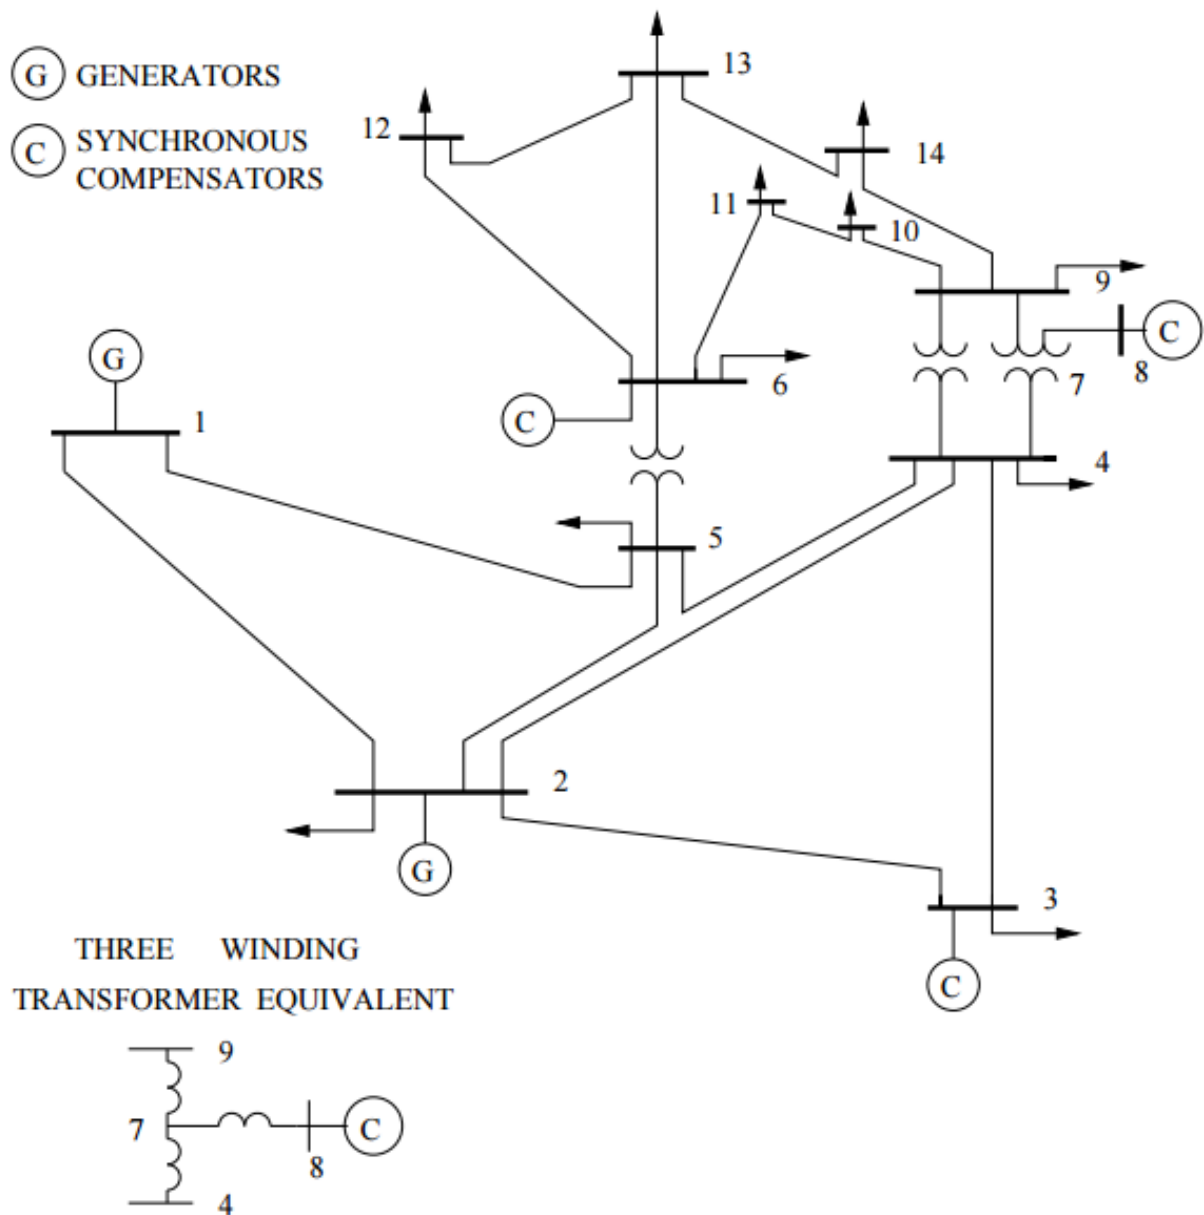 G GENERATORS
C SYNCHRONOUS
COMPENSATORS
13
12
14
11
10
9
C
8
7
G
1
6
C
4
5
2
G
3
C
THREE WINDING
TRANSFORMER EQUIVALENT
9
7
C
8
4